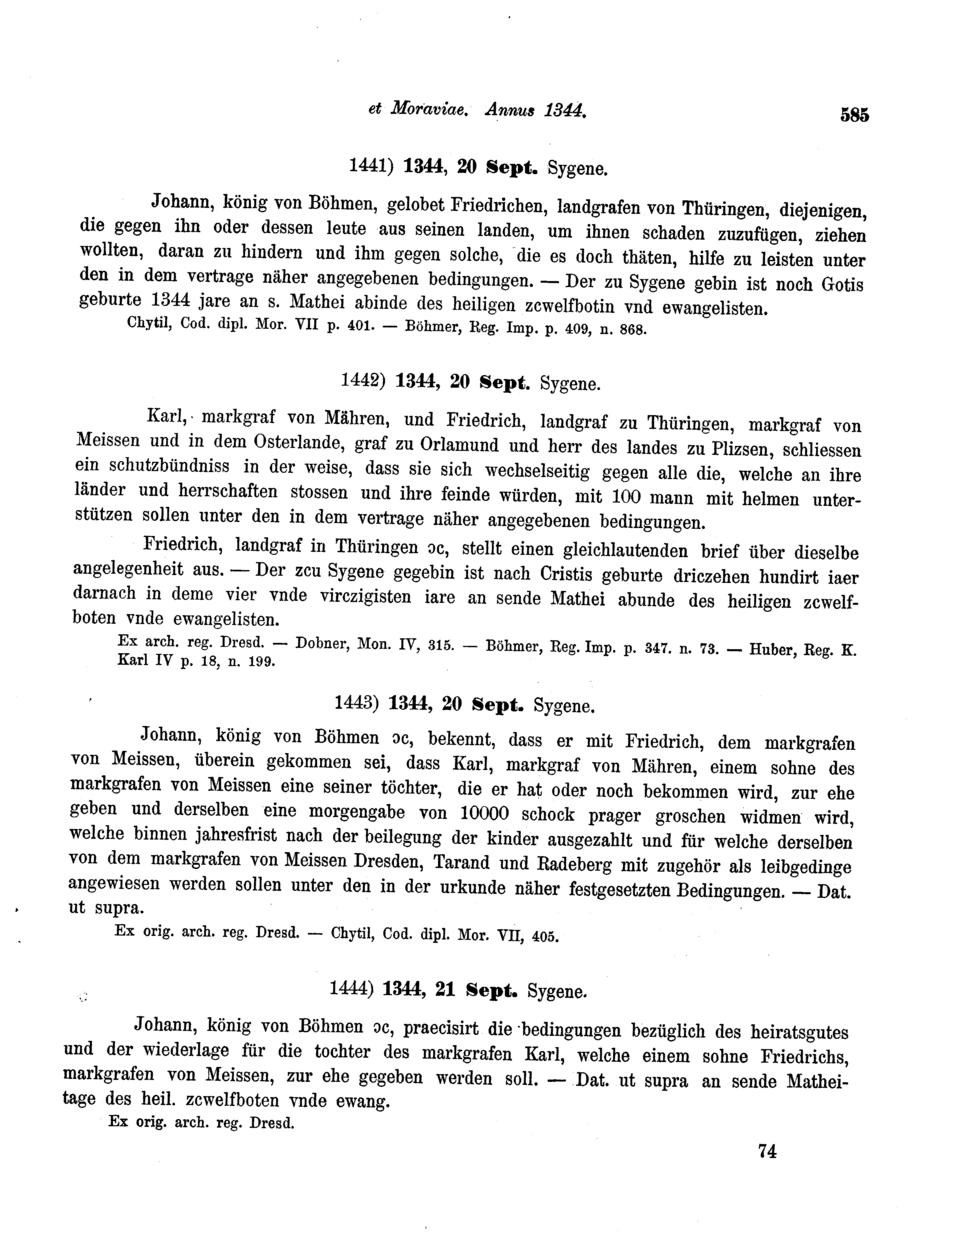 et Moraviae. Annus 1344.
585
1441) 1344, 20 Sept. Sygene.
Johann, könig von Böhmen, gelobet Friedrichen, landgrafen von Thüringen, diejenigen,
die gegen ihn oder dessen leute aus seinen landen, um ihnen schaden zuzufügen, ziehen
wollten, daran zu hindern und ihm gegen solche, die es doch thäten, hilfe zu leisten unter
den in dem vertrage näher angegebenen bedingungen. — Der zu Sygene gebin ist noch Gotis
geburte 1344 jare an s. Mathei abinde des heiligen zcwelfbotin vnd ewangelisten.
Chytil, Cod. dipl. Mor. VII p. 401. — Böhmer, Reg. Imp. p. 409, n. 868.
1442) 1344, 20 Sept. Sygene.
Karl, markgraf von Mähren, und Friedrich, landgraf zu Thüringen, markgraf von
Meissen und in dem Osterlande, graf zu Orlamund und herr des landes zu Plizsen, schliessen
ein schutzbündniss in der weise, dass sie sich wechselseitig gegen alle die, welche an ihre
länder und herrschaften stossen und ihre feinde würden, mit 100 mann mit helmen unter-
stützen sollen unter den in dem vertrage näher angegebenen bedingungen.
Friedrich, landgraf in Thüringen ɔc, stellt einen gleichlautenden brief über dieselbe
angelegenheit aus. — Der zcu Sygene gegebin ist nach Cristis geburte driczehen hundirt iaer
darnach in deme vier vnde virczigisten iare an sende Mathei abunde des heiligen zcwelf-
boten vnde ewangelisten.
Ex arch. reg. Dresd. — Dobner, Mon. IV, 315. — Böhmer, Reg. Imp. p. 347. n. 73. — Huber, Reg. K.
Karl IV p. 18, n. 199.
1443) 1344, 20 Sept. Sygene.
Johann, könig von Böhmen ɔc, bekennt, dass er mit Friedrich, dem markgrafen
von Meissen, überein gekommen sei, dass Karl, markgraf von Mähren, einem sohne des
markgrafen von Meissen eine seiner töchter, die er hat oder noch bekommen wird, zur ehe
geben und derselben eine morgengabe von 10000 schock prager groschen widmen wird,
welche binnen jahresfrist nach der beilegung der kinder ausgezahlt und für welche derselben
von dem markgrafen von Meissen Dresden, Tarand und Radeberg mit zugehör als leibgedinge
angewiesen werden sollen unter den in der urkunde näher festgesetzten Bedingungen. — Dat.
ut supra.
Ex orig. arch. reg. Dresd. — Chytil, Cod. dipl. Mor. VII, 405.
1444) 1344, 21 Sept. Sygene.
Johann, könig von Böhmen ɔc, praecisirt die bedingungen bezüglich des heiratsgutes
und der wiederlage für die tochter des markgrafen Karl, welche einem sohne Friedrichs,
markgrafen von Meissen, zur ehe gegeben werden soll. — Dat. ut supra an sende Mathei-
tage des heil. zcwelfboten vnde ewang.
Ex orig. arch. reg. Dresd.
74